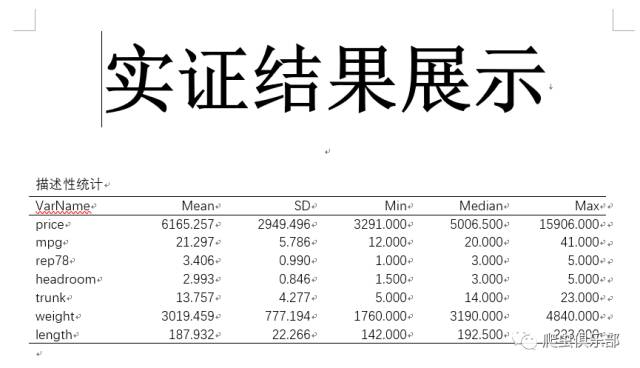 实证结果展示
描述性统计
VarName Mean SD Min Median Max
price 6165.257 2949.496 3291.000 5006.500 15906.000
mpg 21.297 5.786 12.000 20.000 41.000
rep78 3.406 0.990 1.000 3.000 5.000
headroom 2.993 0.846 1.500 3.000 5.000
trunk 13.757 4.277 5.000 14.000 23.000
weight 3019.459 777.194 1760.000 3190.000 4840.000
length 187.932 22.266 142.000 192.500 233.000
爬虫俱乐部